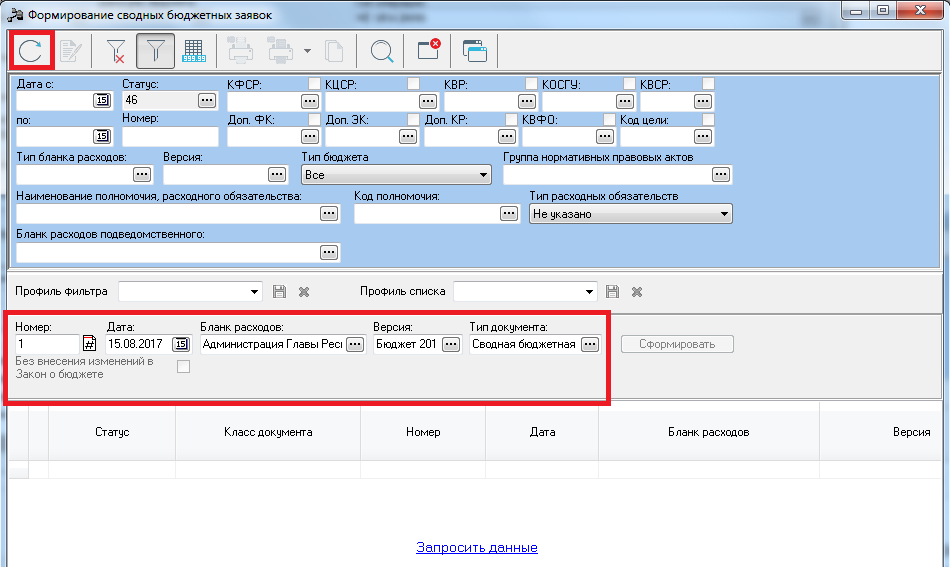 Формирование сводных бюджетных заявок
Дата с: Статус: КФСР: КЦСР: КВР: КОСГУ: КВСР:
15 46
по: Номер: Доп. ФК: Доп. ЭК: Доп. КР: КВФО: Код цели:
15
Тип бланка расходов: Версия: Тип бюджета Группа нормативных правовых актов
Все
Наименование полномочия, расходного обязательства: Код полномочия: Тип расходных обязательств
Не указано
Бланк расходов подведомственного:
Профиль фильтра Профиль списка
Номер: Дата: Бланк расходов: Версия: Тип документа:
1 # 15.08.2017 15 Администрация Главы Рес Бюджет 201 Сводная бюджетная Сформировать
Без внесения изменений в
Закон о бюджете
Статус Класс документа Номер Дата Бланк расходов Версия
Запросить данные